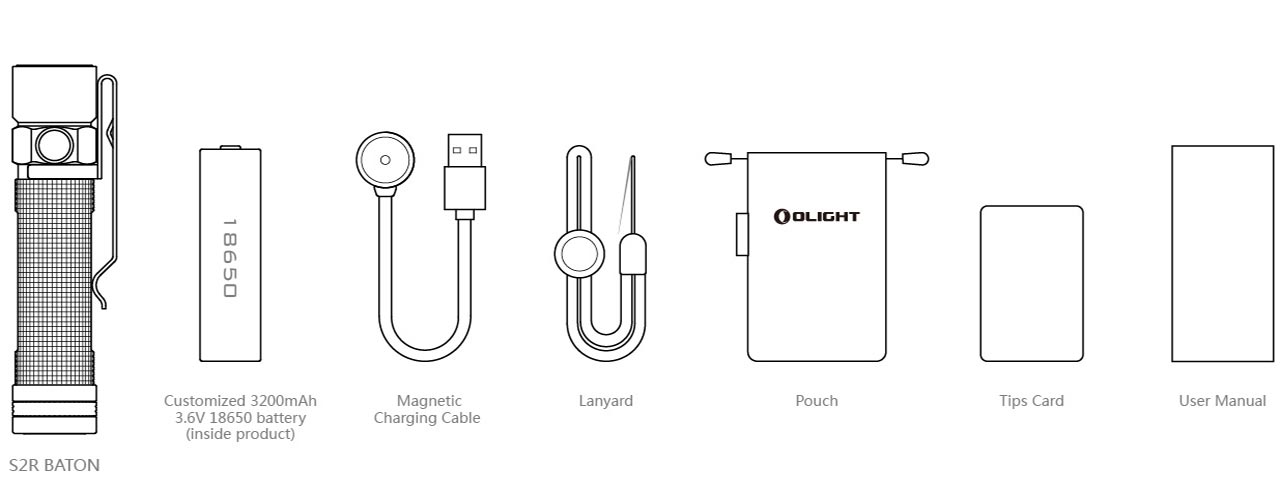 18650
OLIGHT
Customized 3200mAh
3.6V 18650 battery
(inside product)
Magnetic
Charging Cable
Lanyard
Pouch
Tips Card
User Manual
S2R BATON